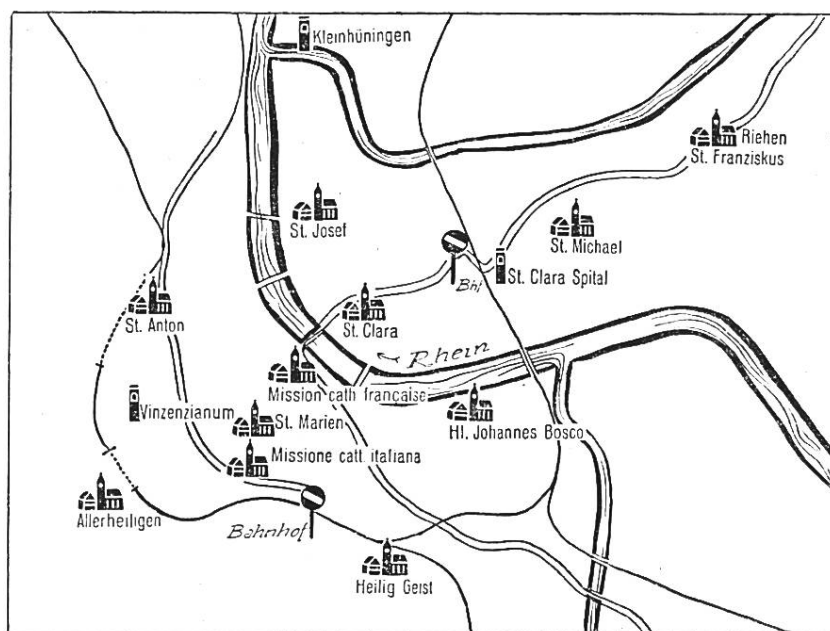 Kleinhüningen
Riehen
St. Franziskus
St. Josef
St. Michael
Bhf
St. Clara Spital
St. Anton
St. Clara
Rhein
Mission cath française
Vinzenzianum
St. Marien
Hl. Johannes Bosco
Missione catt italiana
Allerheiligen
Bahnhof
Heilig Geist